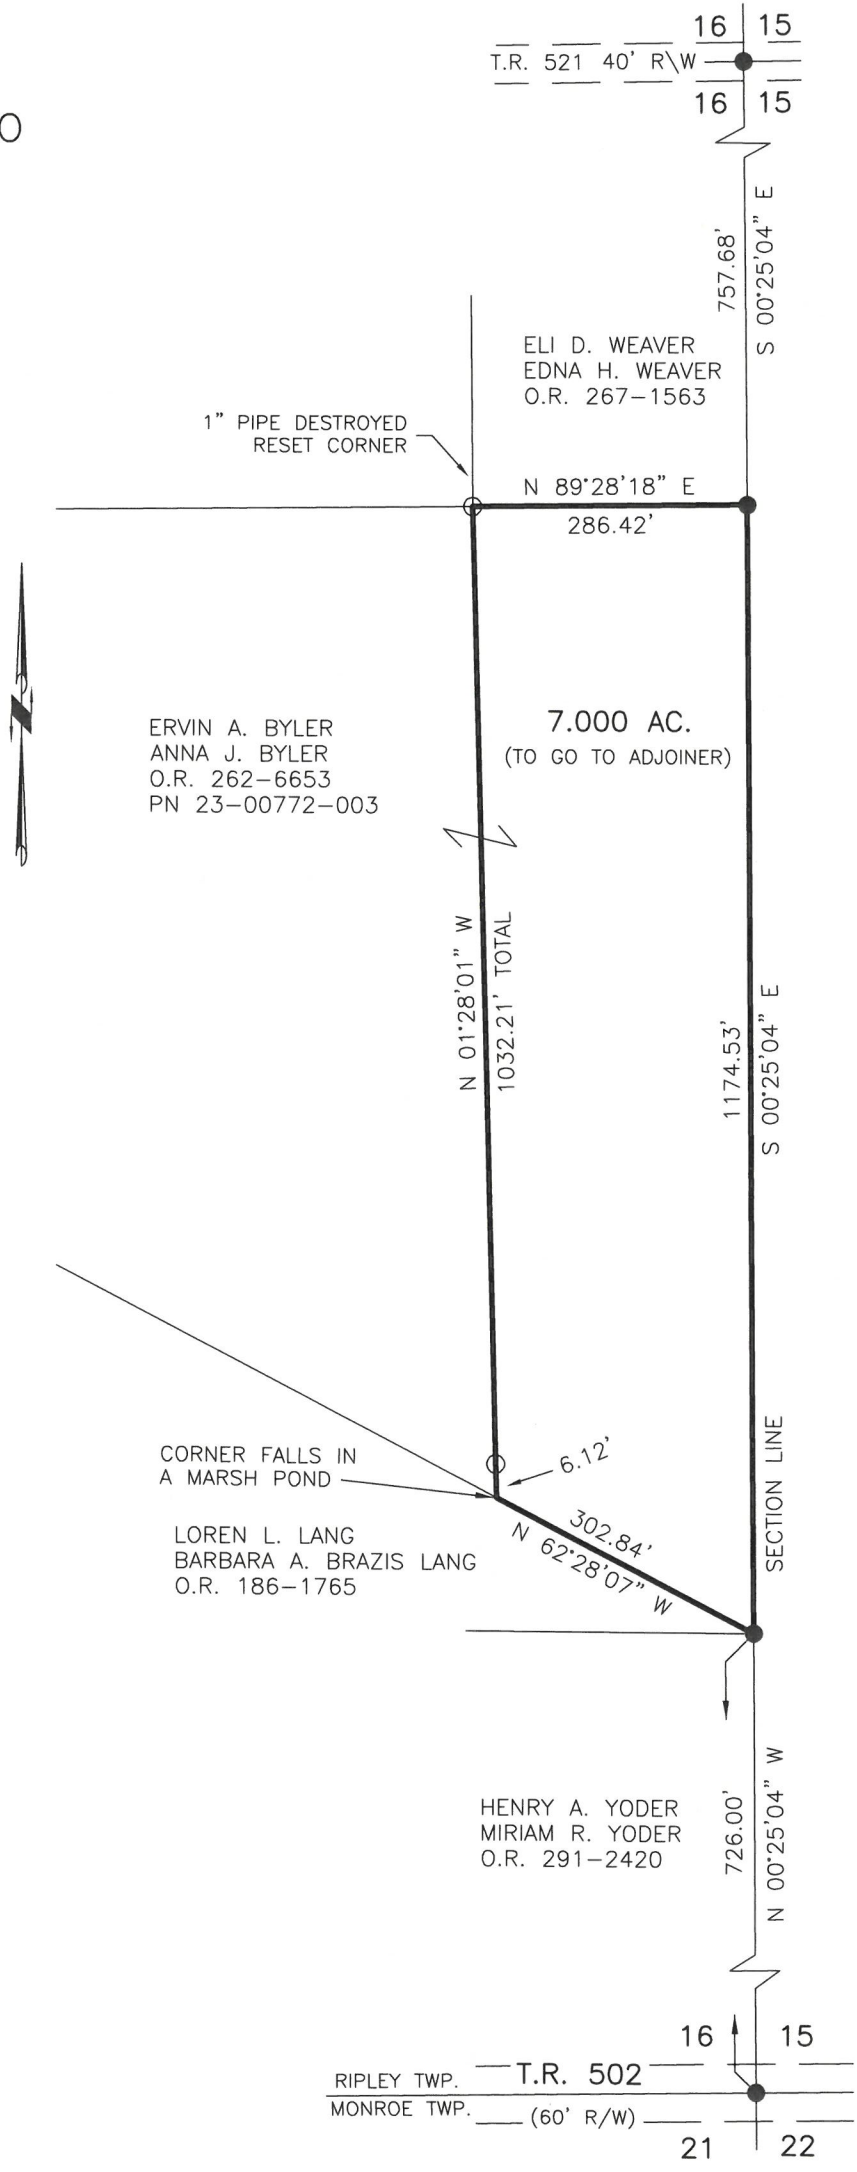 16 15
T.R. 521 40' R\W
16 15
O
757.68'
S 00°25'04" E
ELI D. WEAVER
EDNA H. WEAVER
O.R. 267-1563
1" PIPE DESTROYED
RESET CORNER
N 89°28'18" E
286.42'
7.000 AC.
(TO GO TO ADJOINER)
ERVIN A. BYLER
ANNA J. BYLER
O.R. 262-6653
PN 23-00772-003
N 01°28'01" W
1032.21' TOTAL
1174.53'
S 00°25'04" E
SECTION LINE
CORNER FALLS IN
A MARSH POND
6.12'
302.84'
N 62°28'07" W
LOREN L. LANG
BARBARA A. BRAZIS LANG
O.R. 186-1765
HENRY A. YODER
MIRIAM R. YODER
O.R. 291-2420
726.00'
N 00°25'04" W
16 15
RIPLEY TWP. T.R. 502
MONROE TWP. (60' R/W)
21 22